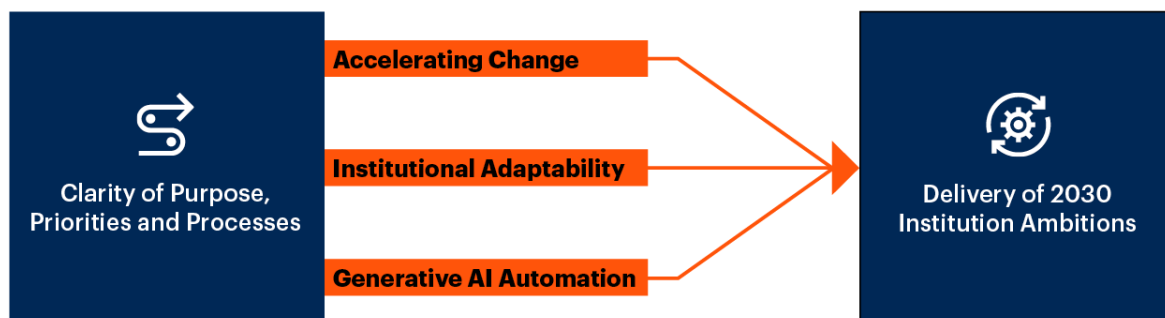 Clarity of Purpose,
Priorities and Processes
Accelerating Change
Institutional Adaptability
Generative AI Automation
Delivery of 2030
Institution Ambitions